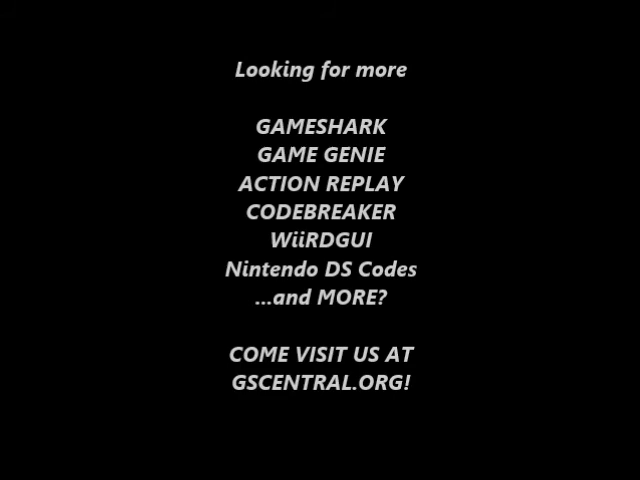 Looking for more
GAMESHARK
GAME GENIE
ACTION REPLAY
CODEBREAKER
WiiRDGUI
Nintendo DS Codes
...and MORE?
COME VISIT US AT
GSCENTRAL.ORG!